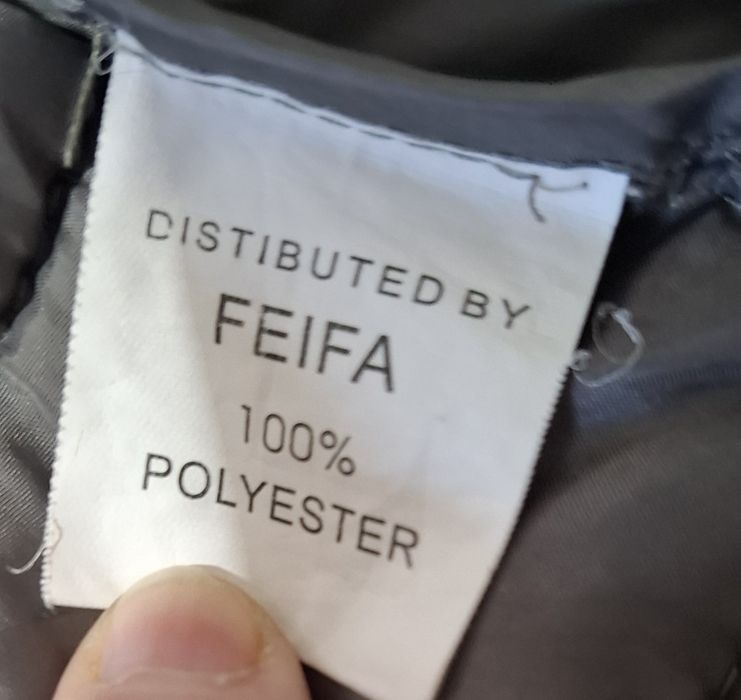 DISTIBUTED BY
FEIFA
100%
POLYESTER